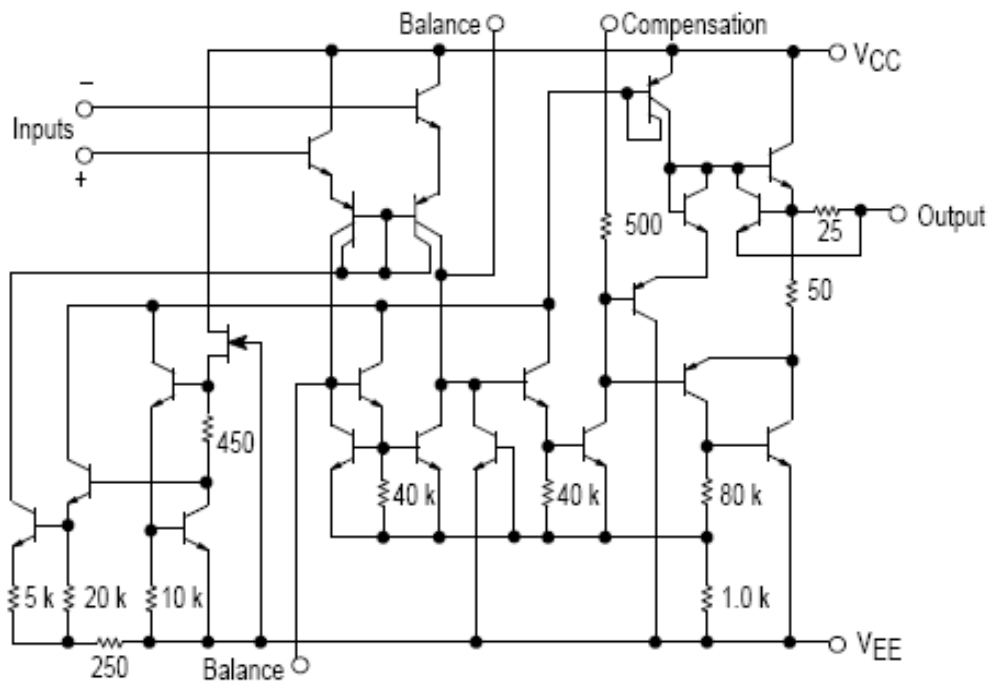 Balance
Compensation
VCC
−
Inputs
+
500
25
Output
50
450
40 k
40 k
80 k
5 k
20 k
10 k
1.0 k
250
Balance
VEE